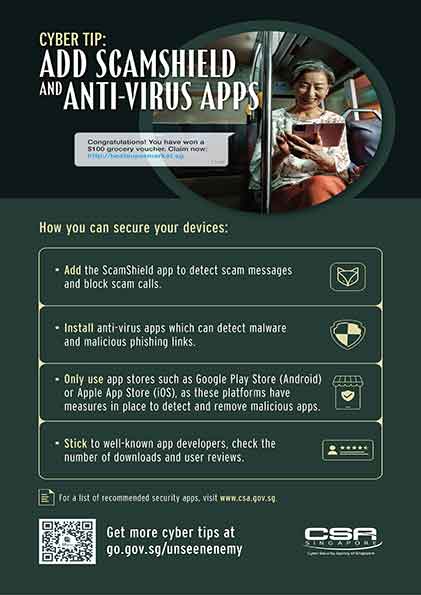 CYBER TIP:
ADD SCAMSHIELD
AND ANTI-VIRUS APPS
Congratulations! You have won a
$100 grocery voucher. Claim now:
How you can secure your devices:
• Add the ScamShield app to detect scam messages
and block scam calls.
• Install anti-virus apps which can detect malware
and malicious phishing links.
• Only use app stores such as Google Play Store (Android)
or Apple App Store (iOS), as these platforms have
measures in place to detect and remove malicious apps.
• Stick to well-known app developers, check the
number of downloads and user reviews.
For a list of recommended security apps, visit www.csa.gov.sg.
Get more cyber tips at
go.gov.sg/unseenenemy
CSA
SINGAPORE
Cyber Security Agency of Singapore